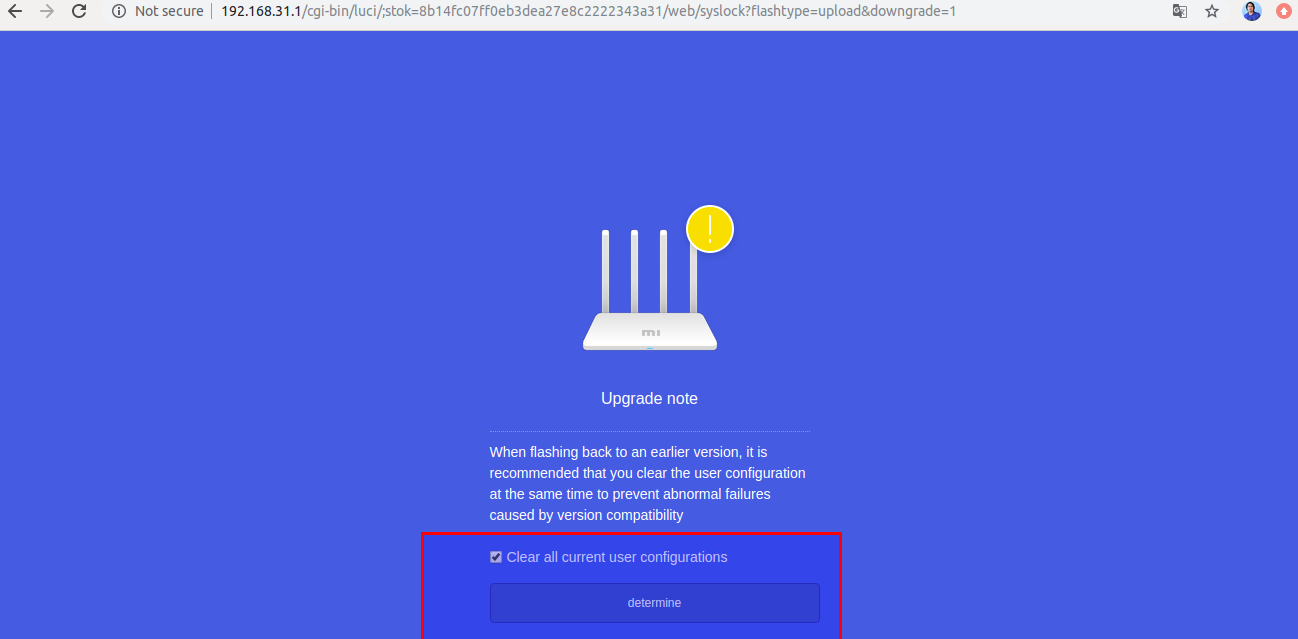 Not secure 192.168.31.1/cgi-bin/luci/;stok=8b14fc07ff0eb3dea27e8c2222343a31/web/syslock?flashtype=upload&downgrade=1
mi
Upgrade note
When flashing back to an earlier version, it is
recommended that you clear the user configuration
at the same time to prevent abnormal failures
caused by version compatibility
Clear all current user configurations
determine